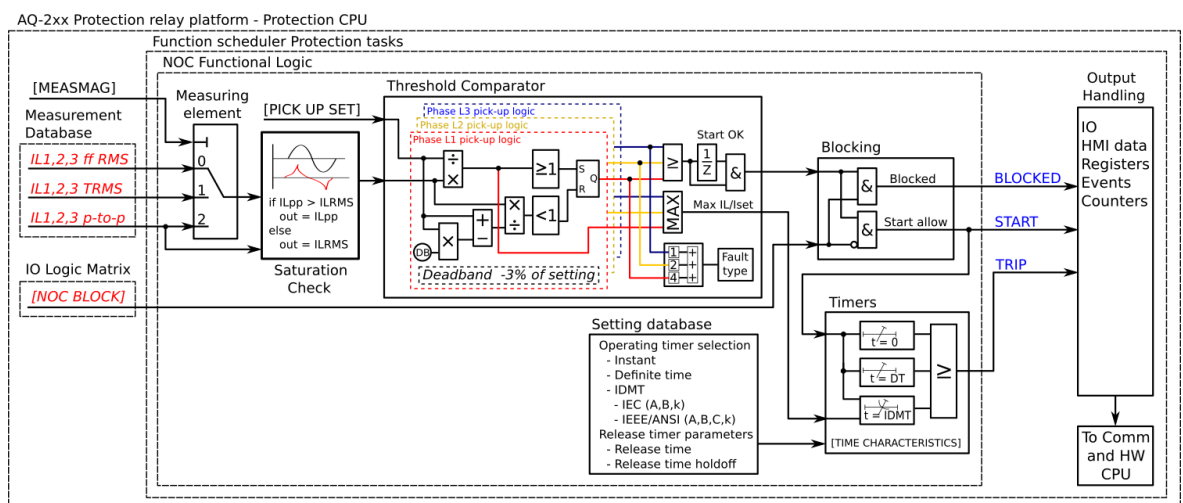 AQ-2xx Protection relay platform - Protection CPU
Function scheduler Protection tasks
NOC Functional Logic
[MEASMAG]
Measuring
element
Measurement
Database
IL1,2,3 ff RMS
IL1,2,3 TRMS
IL1,2,3 p-to-p
0
1
2
IO Logic Matrix
[NOC BLOCK]
[PICK UP SET]
if ILpp > ILRMS
out = ILpp
else
out = ILRMS
Saturation
Check
Threshold Comparator
Phase L3 pick-up logic
Phase L2 pick-up logic
Phase L1 pick-up logic
÷
×
≥1
S
Q
R
×
÷
<1
+
−
×
DB
Deadband -3% of setting
≥
Start OK
1
Z
&
MAX
Max IL/Iset
1 +
2 +
4 +
Fault
type
Blocking
&
Blocked
&
Start allow
BLOCKED
START
TRIP
Output
Handling
IO
HMI data
Registers
Events
Counters
To Comm
and HW
CPU
Setting database
Operating timer selection
- Instant
- Definite time
- IDMT
- IEC (A,B,k)
- IEEE/ANSI (A,B,C,k)
Release timer parameters
- Release time
- Release time holdoff
Timers
t = 0
t = DT
t = IDMT
≥
[TIME CHARACTERISTICS]